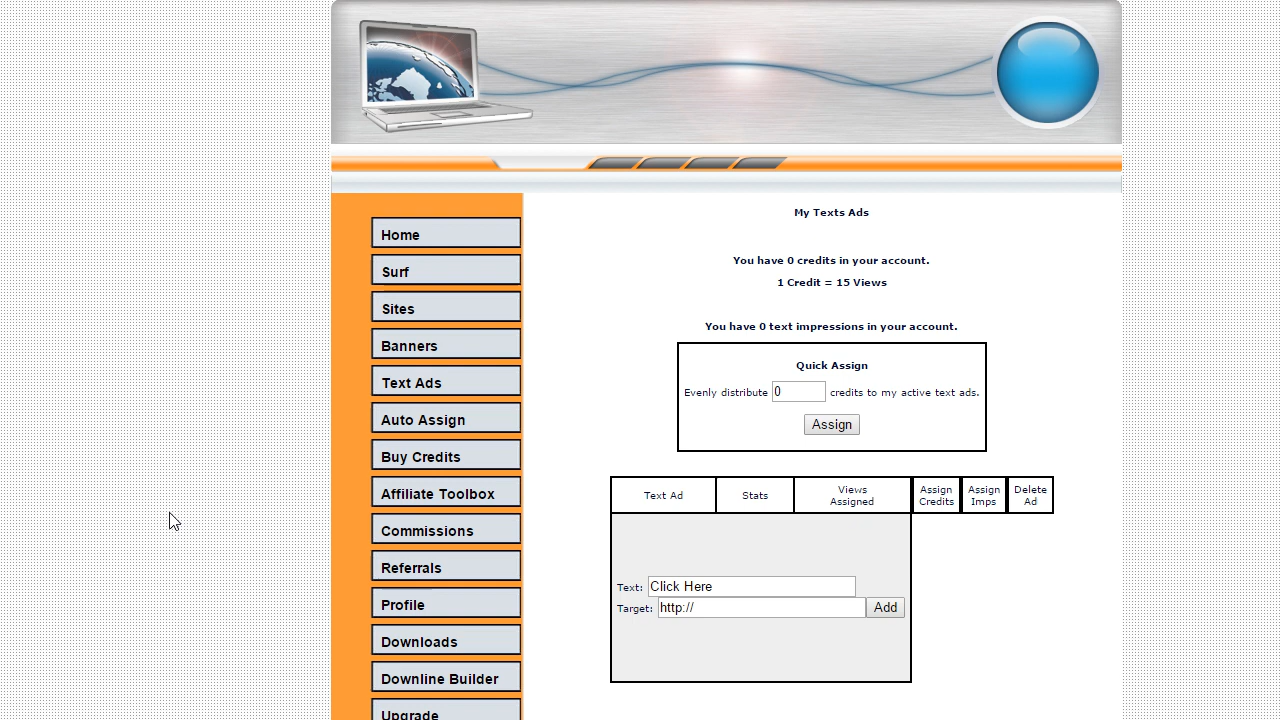 Home
Surf
Sites
Banners
Text Ads
Auto Assign
Buy Credits
Affiliate Toolbox
Commissions
Referrals
Profile
Downloads
Downline Builder
Upgrade
My Texts Ads
You have 0 credits in your account.
1 Credit = 15 Views
You have 0 text impressions in your account.
Quick Assign
Evenly distribute 0 credits to my active text ads.
Assign
Text Ad Stats Views Assigned Assign Credits Assign Imps Delete Ad
Text: Click Here
Target: http:// Add